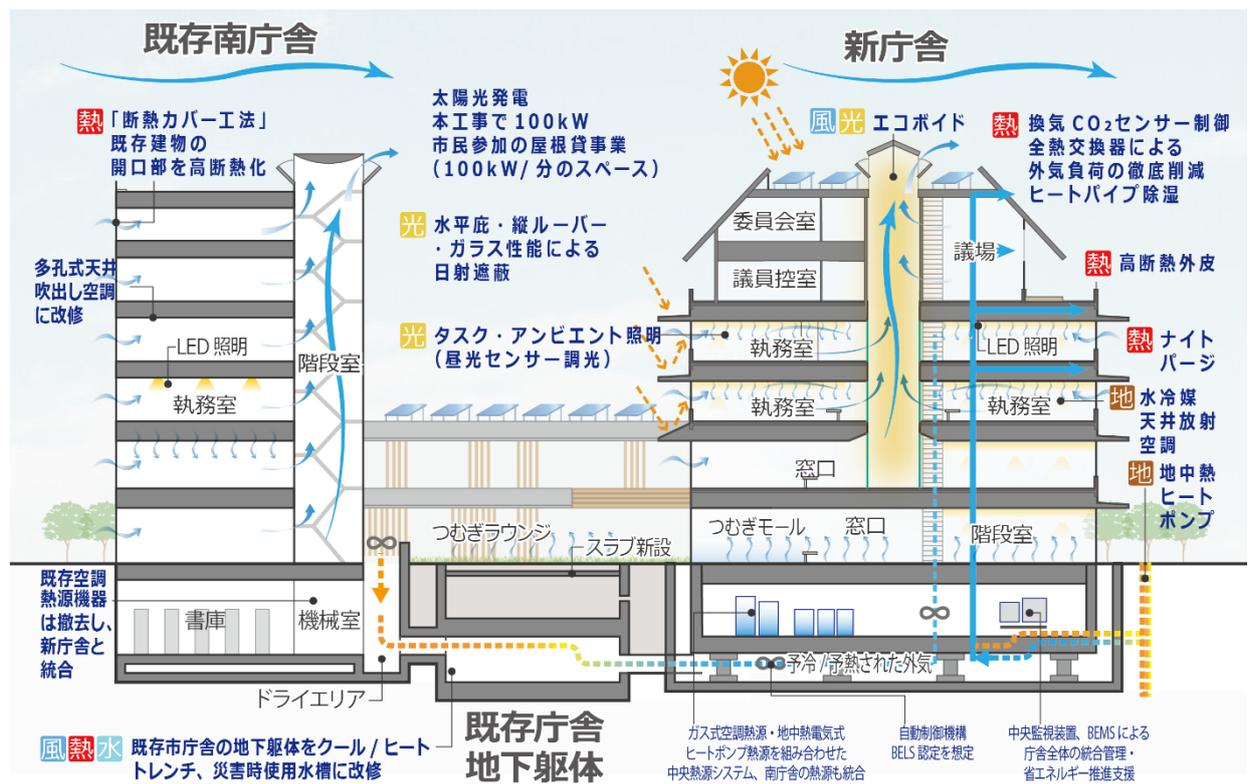 既存南庁舎
新庁舎
熱 「断熱カバー工法」
既存建物の
開口部を高断熱化
太陽光発電
本工事で100kW
市民参加の屋根貸事業
(100kW/分のスペース)
風 光 エコボイド
熱 換気CO₂センサー制御
全熱交換器による
外気負荷の徹底削減
ヒートパイプ除湿
光 水平庇・縦ルーバー
・ガラス性能による
日射遮蔽
委員会室
議員控室
議場
熱 高断熱外皮
多孔式天井
吹出し空調
に改修
LED照明
執務室
階段室
光 タスク・アンビエント照明
(昼光センサー調光)
執務室
LED照明
熱 ナイト
パージ
執務室
執務室
地 水冷媒
天井放射
空調
窓口
地 地中熱
ヒート
ポンプ
つむぎラウンジ
スラブ新設
つむぎモール
窓口
階段室
既存空調
熱源機器
は撤去し、
新庁舎と
統合
書庫
機械室
予冷/予熱された外気
ドライエリア
既存庁舎
地下躯体
風 熱 水 既存市庁舎の地下躯体をクール/ヒート
トレンチ、災害時使用水槽に改修
ガス式空調熱源・地中熱電気式
ヒートポンプ熱源を組み合わせた
中央熱源システム、南庁舎の熱源も統合
自動制御機構
BELS認定を想定
中央監視装置、BEMSによる
庁舎全体の統合管理・
省エネルギー推進支援